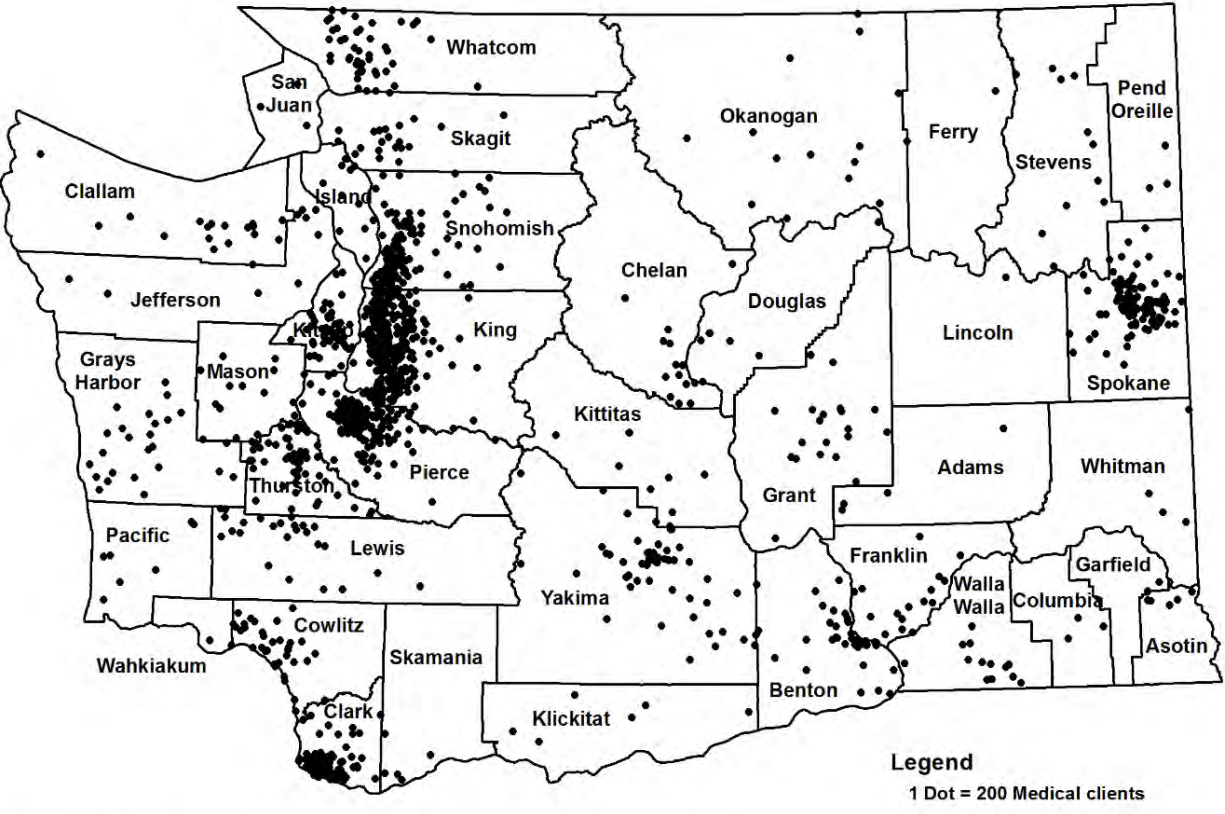 Whatcom
San
Juan
Skagit
Okanogan
Ferry
Stevens
Pend
Oreille
Clallam
Island
Snohomish
Chelan
Douglas
Jefferson
Kitsap
King
Lincoln
Spokane
Grays
Harbor
Mason
Kittitas
Grant
Adams
Whitman
Thurston
Pierce
Pacific
Lewis
Yakima
Franklin
Walla
Walla
Columbia
Garfield
Asotin
Wahkiakum
Cowlitz
Skamania
Clark
Klickitat
Benton
Legend
1 Dot = 200 Medical clients